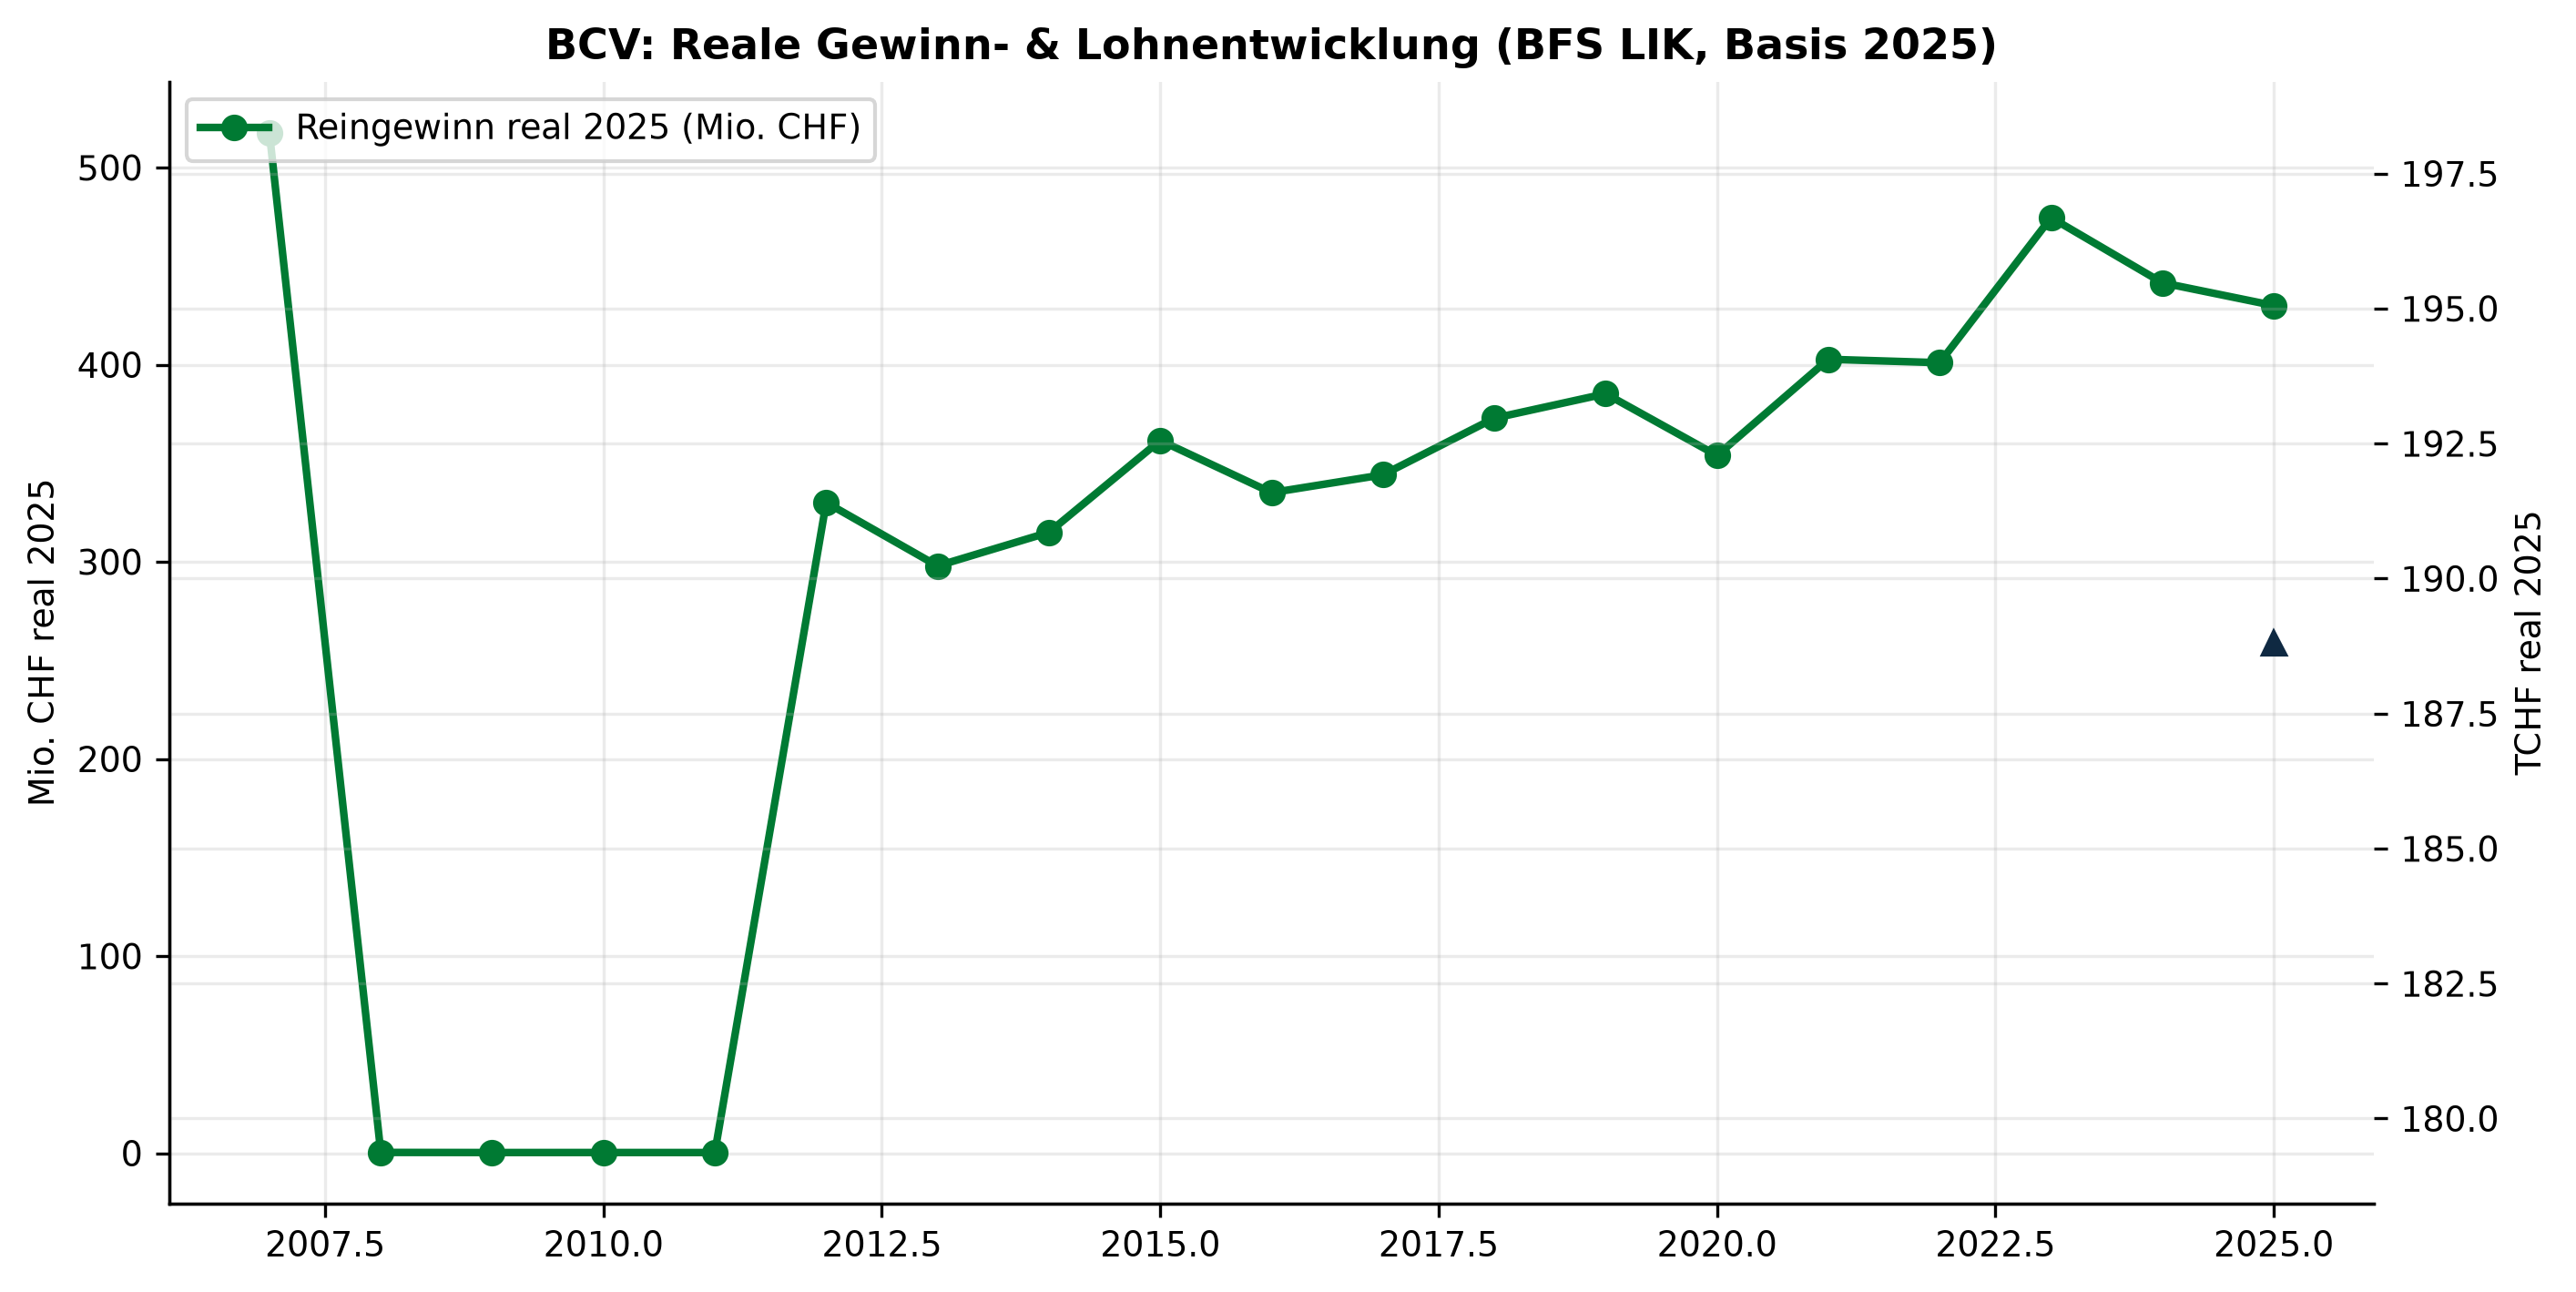 BCV: Reale Gewinn- & Lohnentwicklung (BFS LIK, Basis 2025)
Reingewinn real 2025 (Mio. CHF)
Mio. CHF real 2025
500
400
300
200
100
0
197.5
195.0
192.5
190.0
187.5
185.0
182.5
180.0
TCHF real 2025
2007.5 2010.0 2012.5 2015.0 2017.5 2020.0 2022.5 2025.0